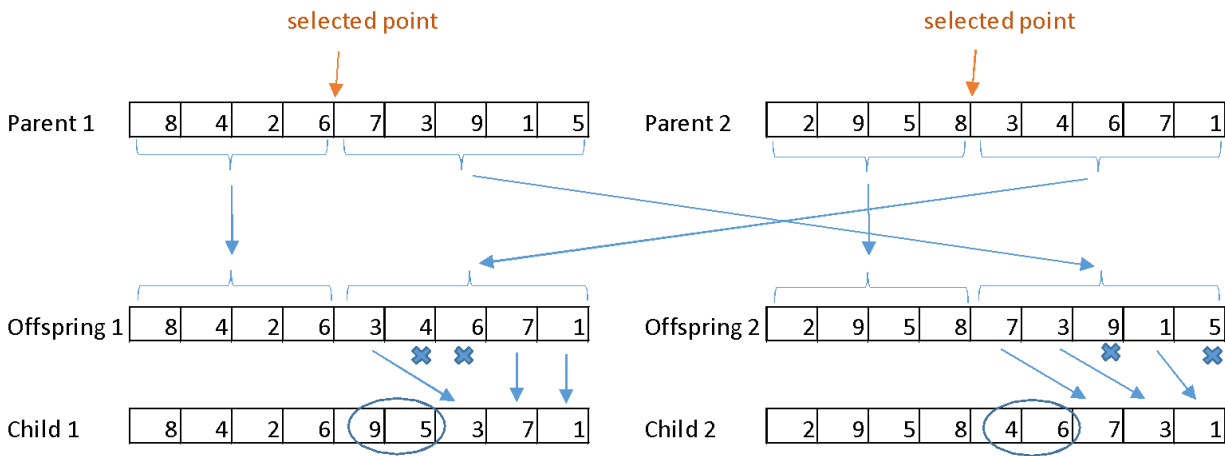 selected point selected point
Parent 1 8 4 2 6 7 3 9 1 5 Parent 2 2 9 5 8 3 4 6 7 1
Offspring 1 8 4 2 6 3 4 6 7 1 Offspring 2 2 9 5 8 7 3 9 1 5
Child 1 8 4 2 6 9 5 3 7 1 Child 2 2 9 5 8 4 6 7 3 1